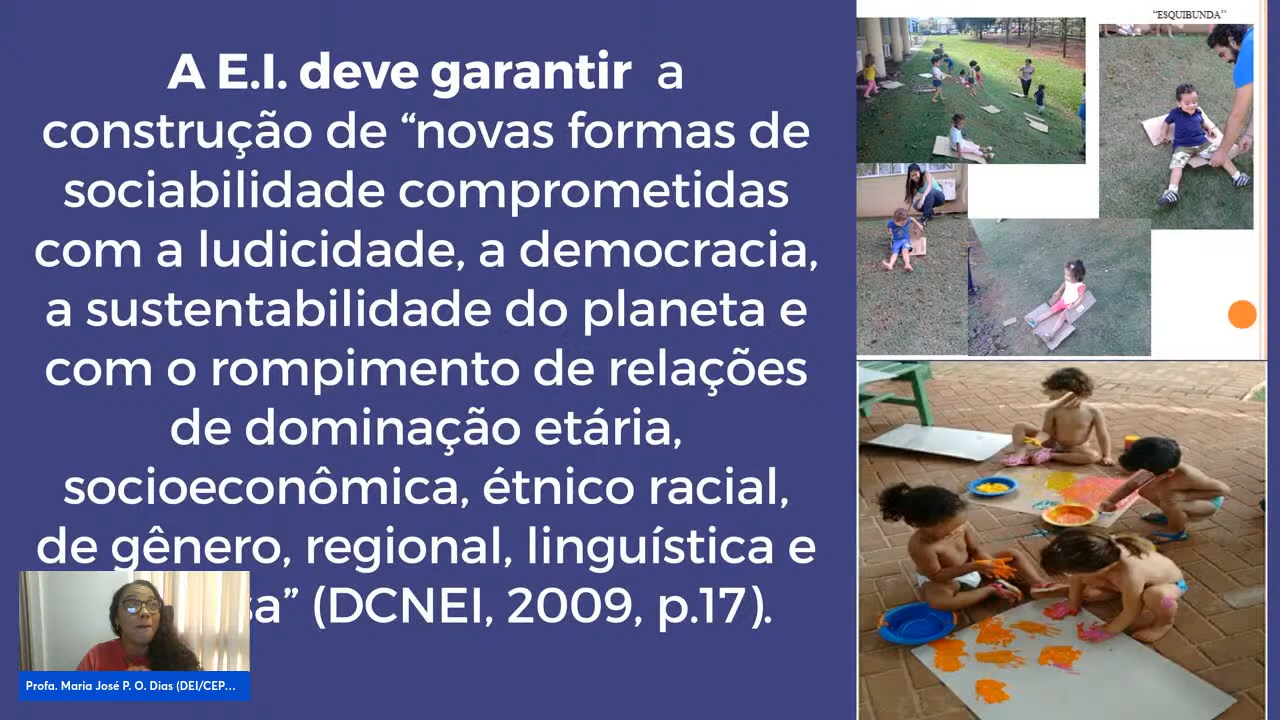 “ESQUIBUNDA”
A E.I. deve garantir a
construção de “novas formas de
sociabilidade comprometidas
com a ludicidade, a democracia,
a sustentabilidade do planeta e
com o rompimento de relações
de dominação etária,
socioeconômica, étnico racial,
de gênero, regional, linguística e
sa” (DCNEI, 2009, p.17).
Profa. Maria José P. O. Dias (DEI/CEP...